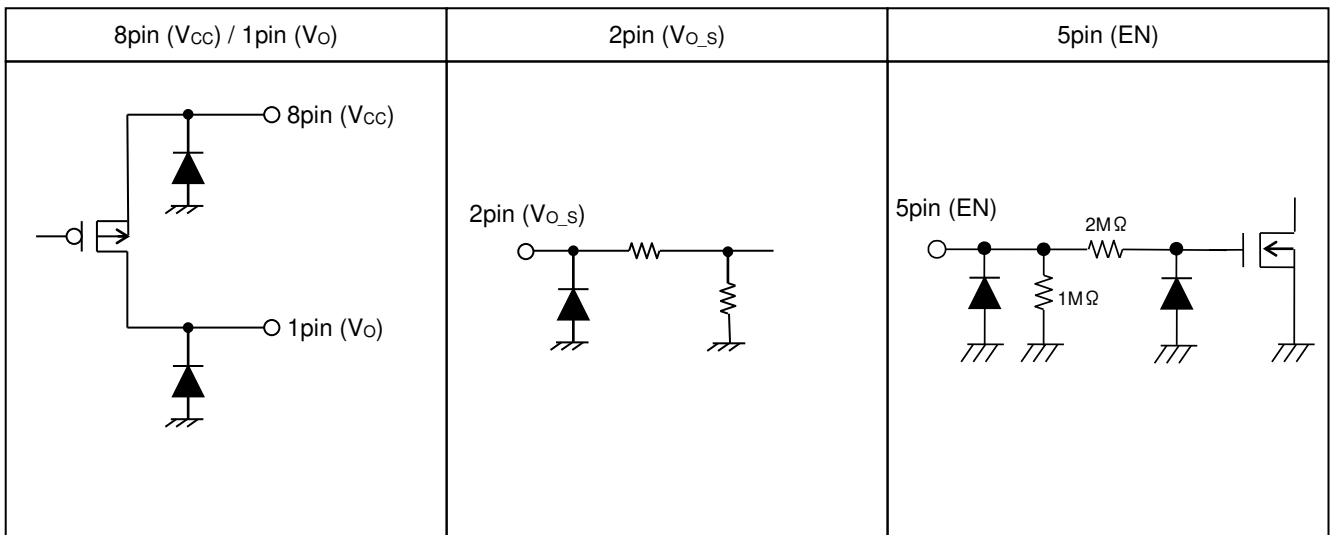 8pin (VCC) / 1pin (VO)
2pin (VO_S)
5pin (EN)
8pin (VCC)
1pin (VO)
2pin (VO_S)
5pin (EN)
2MΩ
1MΩ